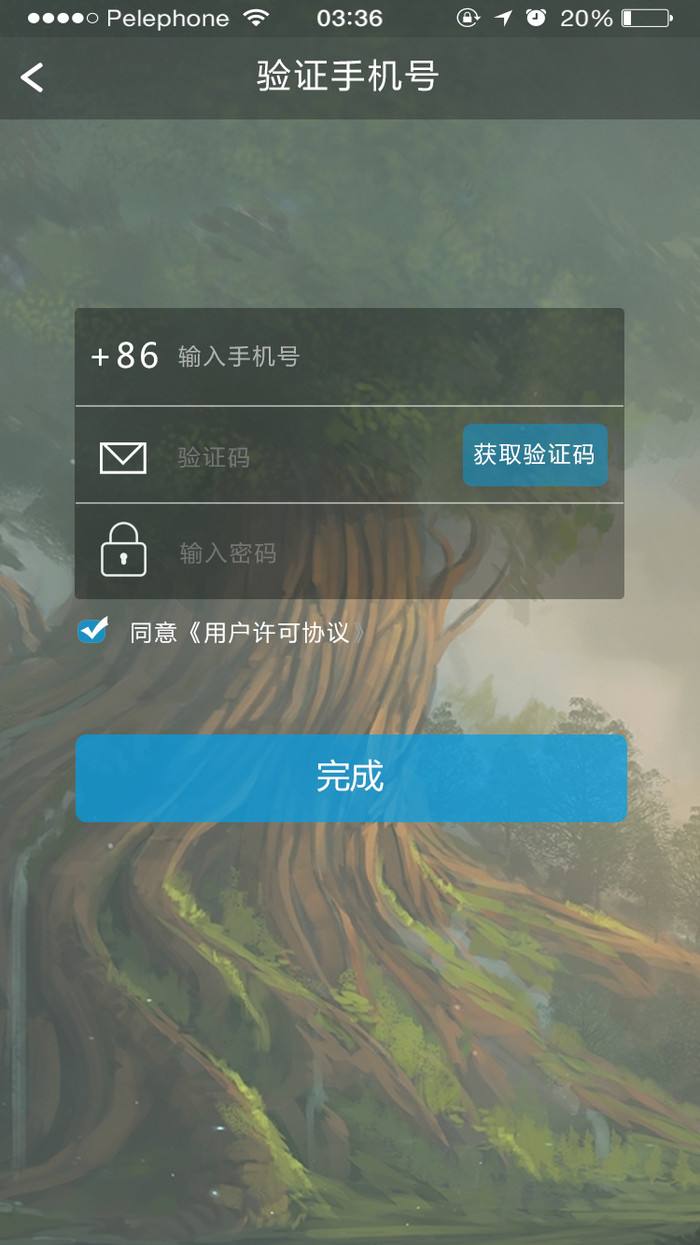 Pelephone 03:36 20%
验证手机号
+86 输入手机号
验证码 获取验证码
输入密码
同意《用户许可协议》
完成